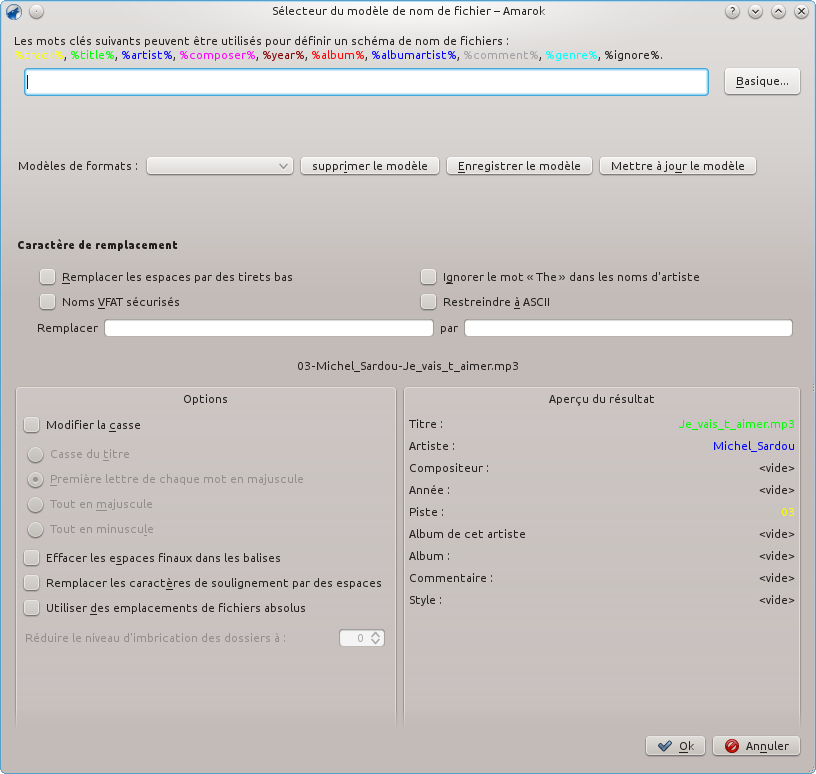 Sélecteur du modèle de nom de fichier – Amarok
Les mots clés suivants peuvent être utilisés pour définir un schéma de nom de fichiers :
%title%, %artist%, %composer%, %year%, %album%, %albumartist%, %comment%, %genre%, %ignore%.
Basique...
Modèles de formats : supprimer le modèle Enregistrer le modèle Mettre à jour le modèle
Caractère de remplacement
Remplacer les espaces par des tirets bas Ignorer le mot « The » dans les noms d'artiste
Noms VFAT sécurisés Restreindre à ASCII
Remplacer par
03-Michel_Sardou-Je_vais_t_aimer.mp3
Options
Modifier la casse
Casse du titre
Première lettre de chaque mot en majuscule
Tout en majuscule
Tout en minuscule
Effacer les espaces finaux dans les balises
Remplacer les caractères de soulignement par des espaces
Utiliser des emplacements de fichiers absolus
Réduire le niveau d'imbrication des dossiers à : 0
Aperçu du résultat
Titre : Je_vais_t_aimer.mp3
Artiste : Michel_Sardou
Compositeur : <vide>
Année : <vide>
Piste : 03
Album de cet artiste <vide>
Album : <vide>
Commentaire : <vide>
Style : <vide>
Ok Annuler